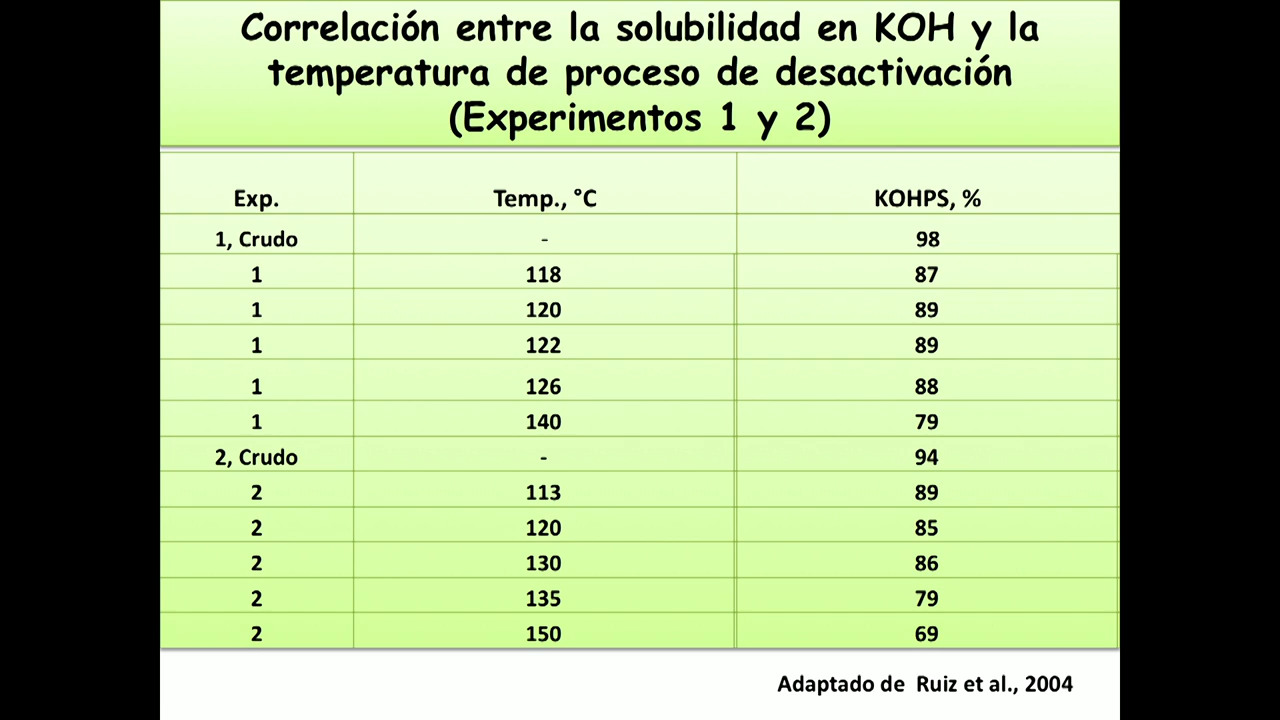 Correlación entre la solubilidad en KOH y la
temperatura de proceso de desactivación
(Experimentos 1 y 2)
Exp. Temp., °C KOHPS, %
1, Crudo - 98
1 118 87
1 120 89
1 122 89
1 126 88
1 140 79
2, Crudo - 94
2 113 89
2 120 85
2 130 86
2 135 79
2 150 69
Adaptado de Ruiz et al., 2004